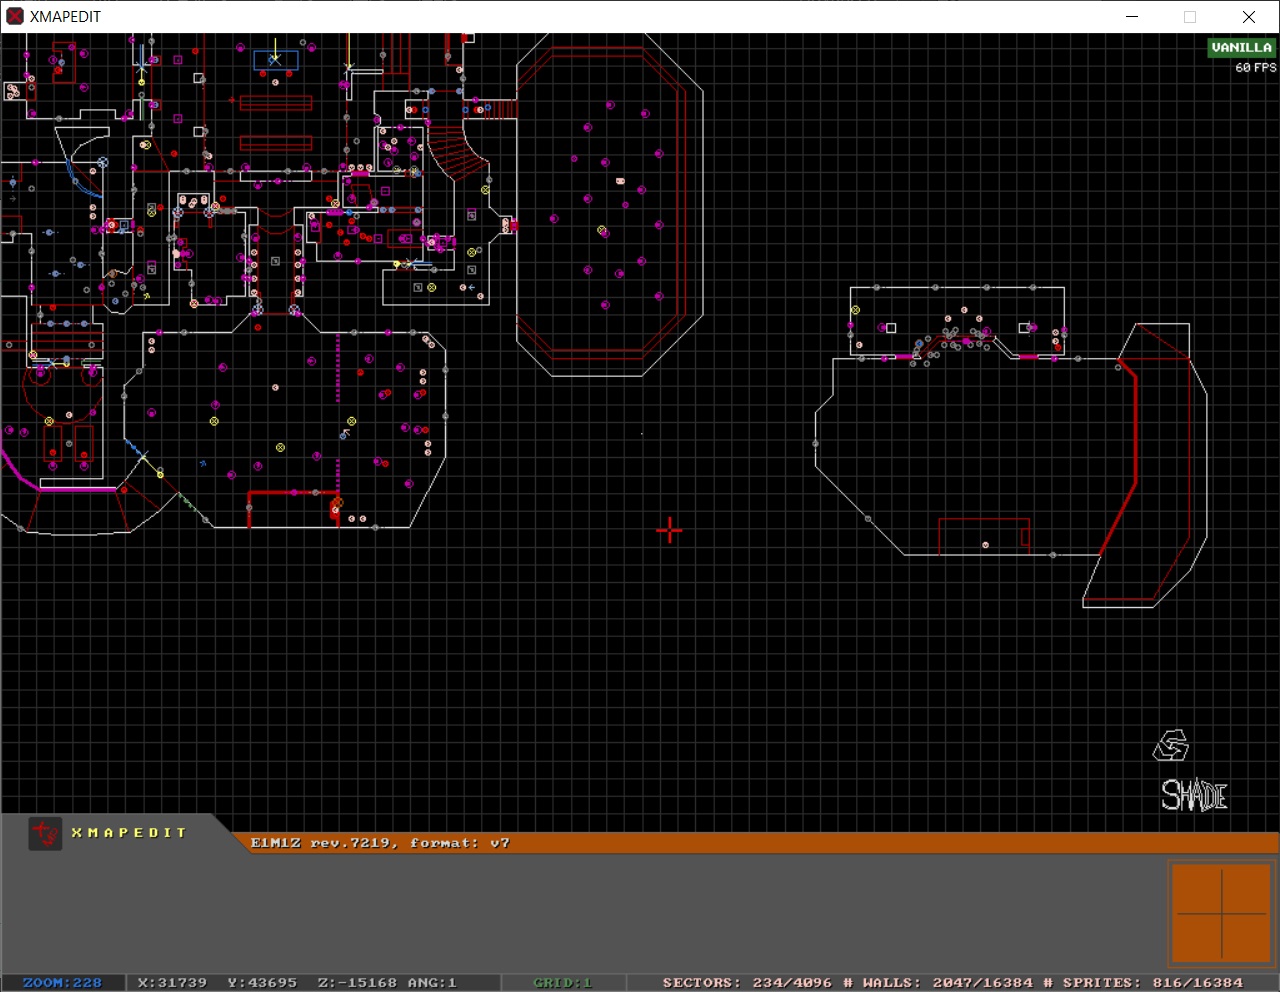 XMAPEDIT
VANILLA
60 FPS
SHADE
XMAPEDIT
E1M1Z rev.7219, format: v7
ZOOM:228 X:31739 Y:43695 Z:-15168 ANG:1 GRID:1 SECTORS: 234/4096 # WALLS: 2047/16384 # SPRITES: 816/16384